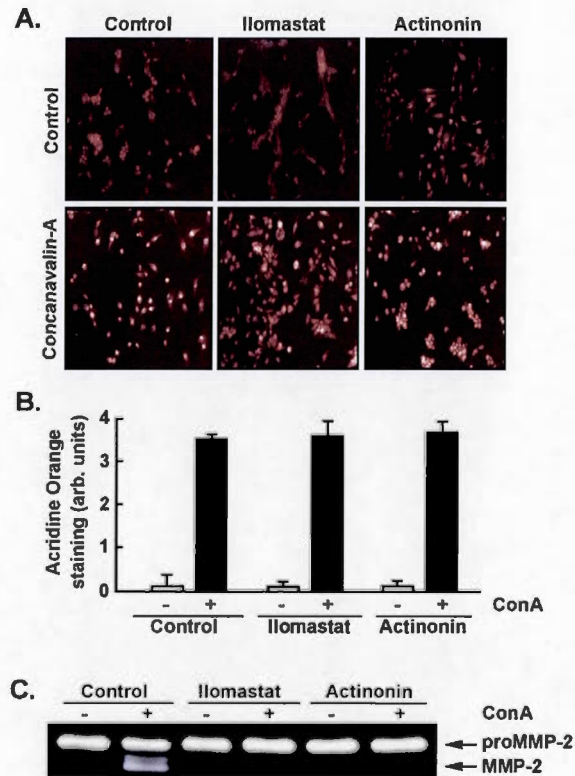 A.
Control Ilomastat Actinonin
Control
Concanavalin-A
B.
Acridine Orange
staining (arb. units)
4
3
2
1
0
- + - + - + ConA
Control Ilomastat Actinonin
C.
Control Ilomastat Actinonin
- + - + - + ConA
proMMP-2
MMP-2